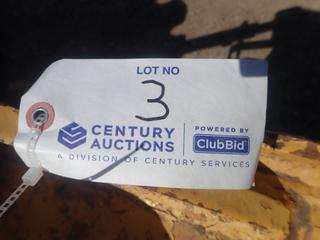 LOT NO
3
CENTURY
AUCTIONS
POWERED BY
ClubBid
A DIVISION OF CENTURY SERVICES